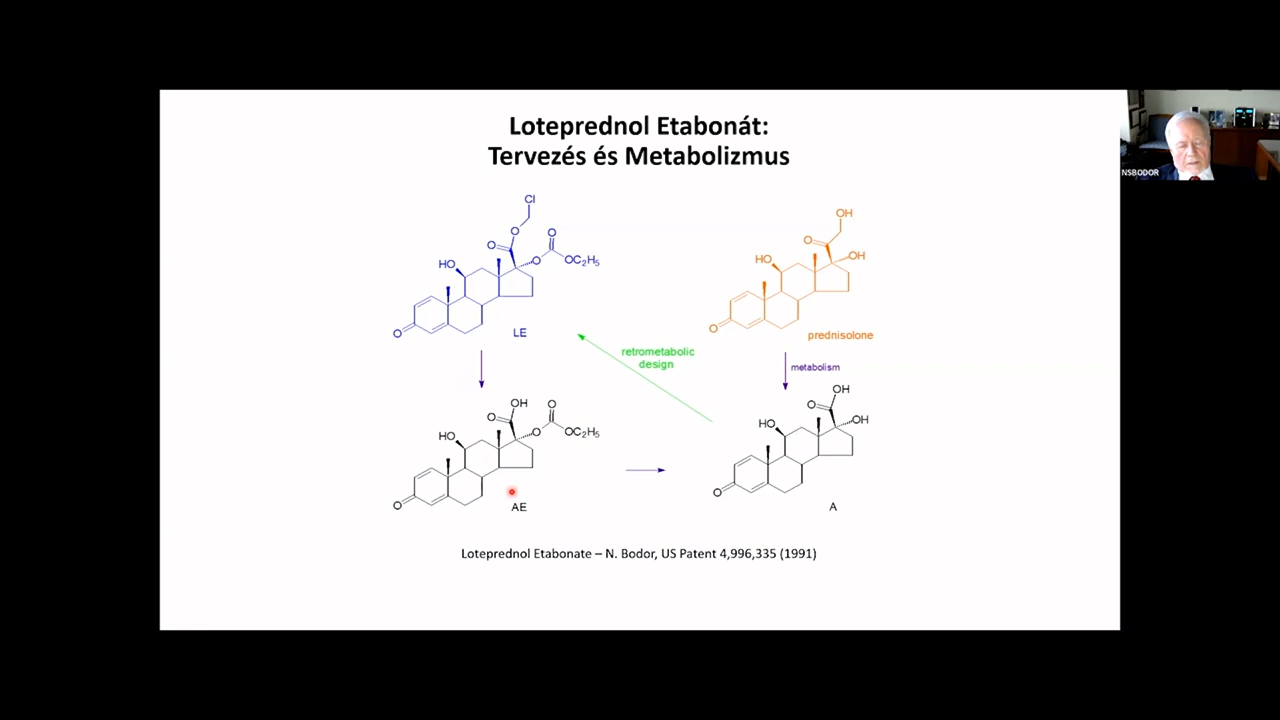 Loteprednol Etabonát:
Tervezés és Metabolizmus
NSBODOR
Cl
O
O
O
O
OC₂H₅
HO
O
LE
OH
O
OH
HO
O
prednisolone
retrometabolic
design
metabolism
OH
O
O
O
OC₂H₅
HO
O
AE
OH
O
OH
HO
O
A
Loteprednol Etabonate – N. Bodor, US Patent 4,996,335 (1991)